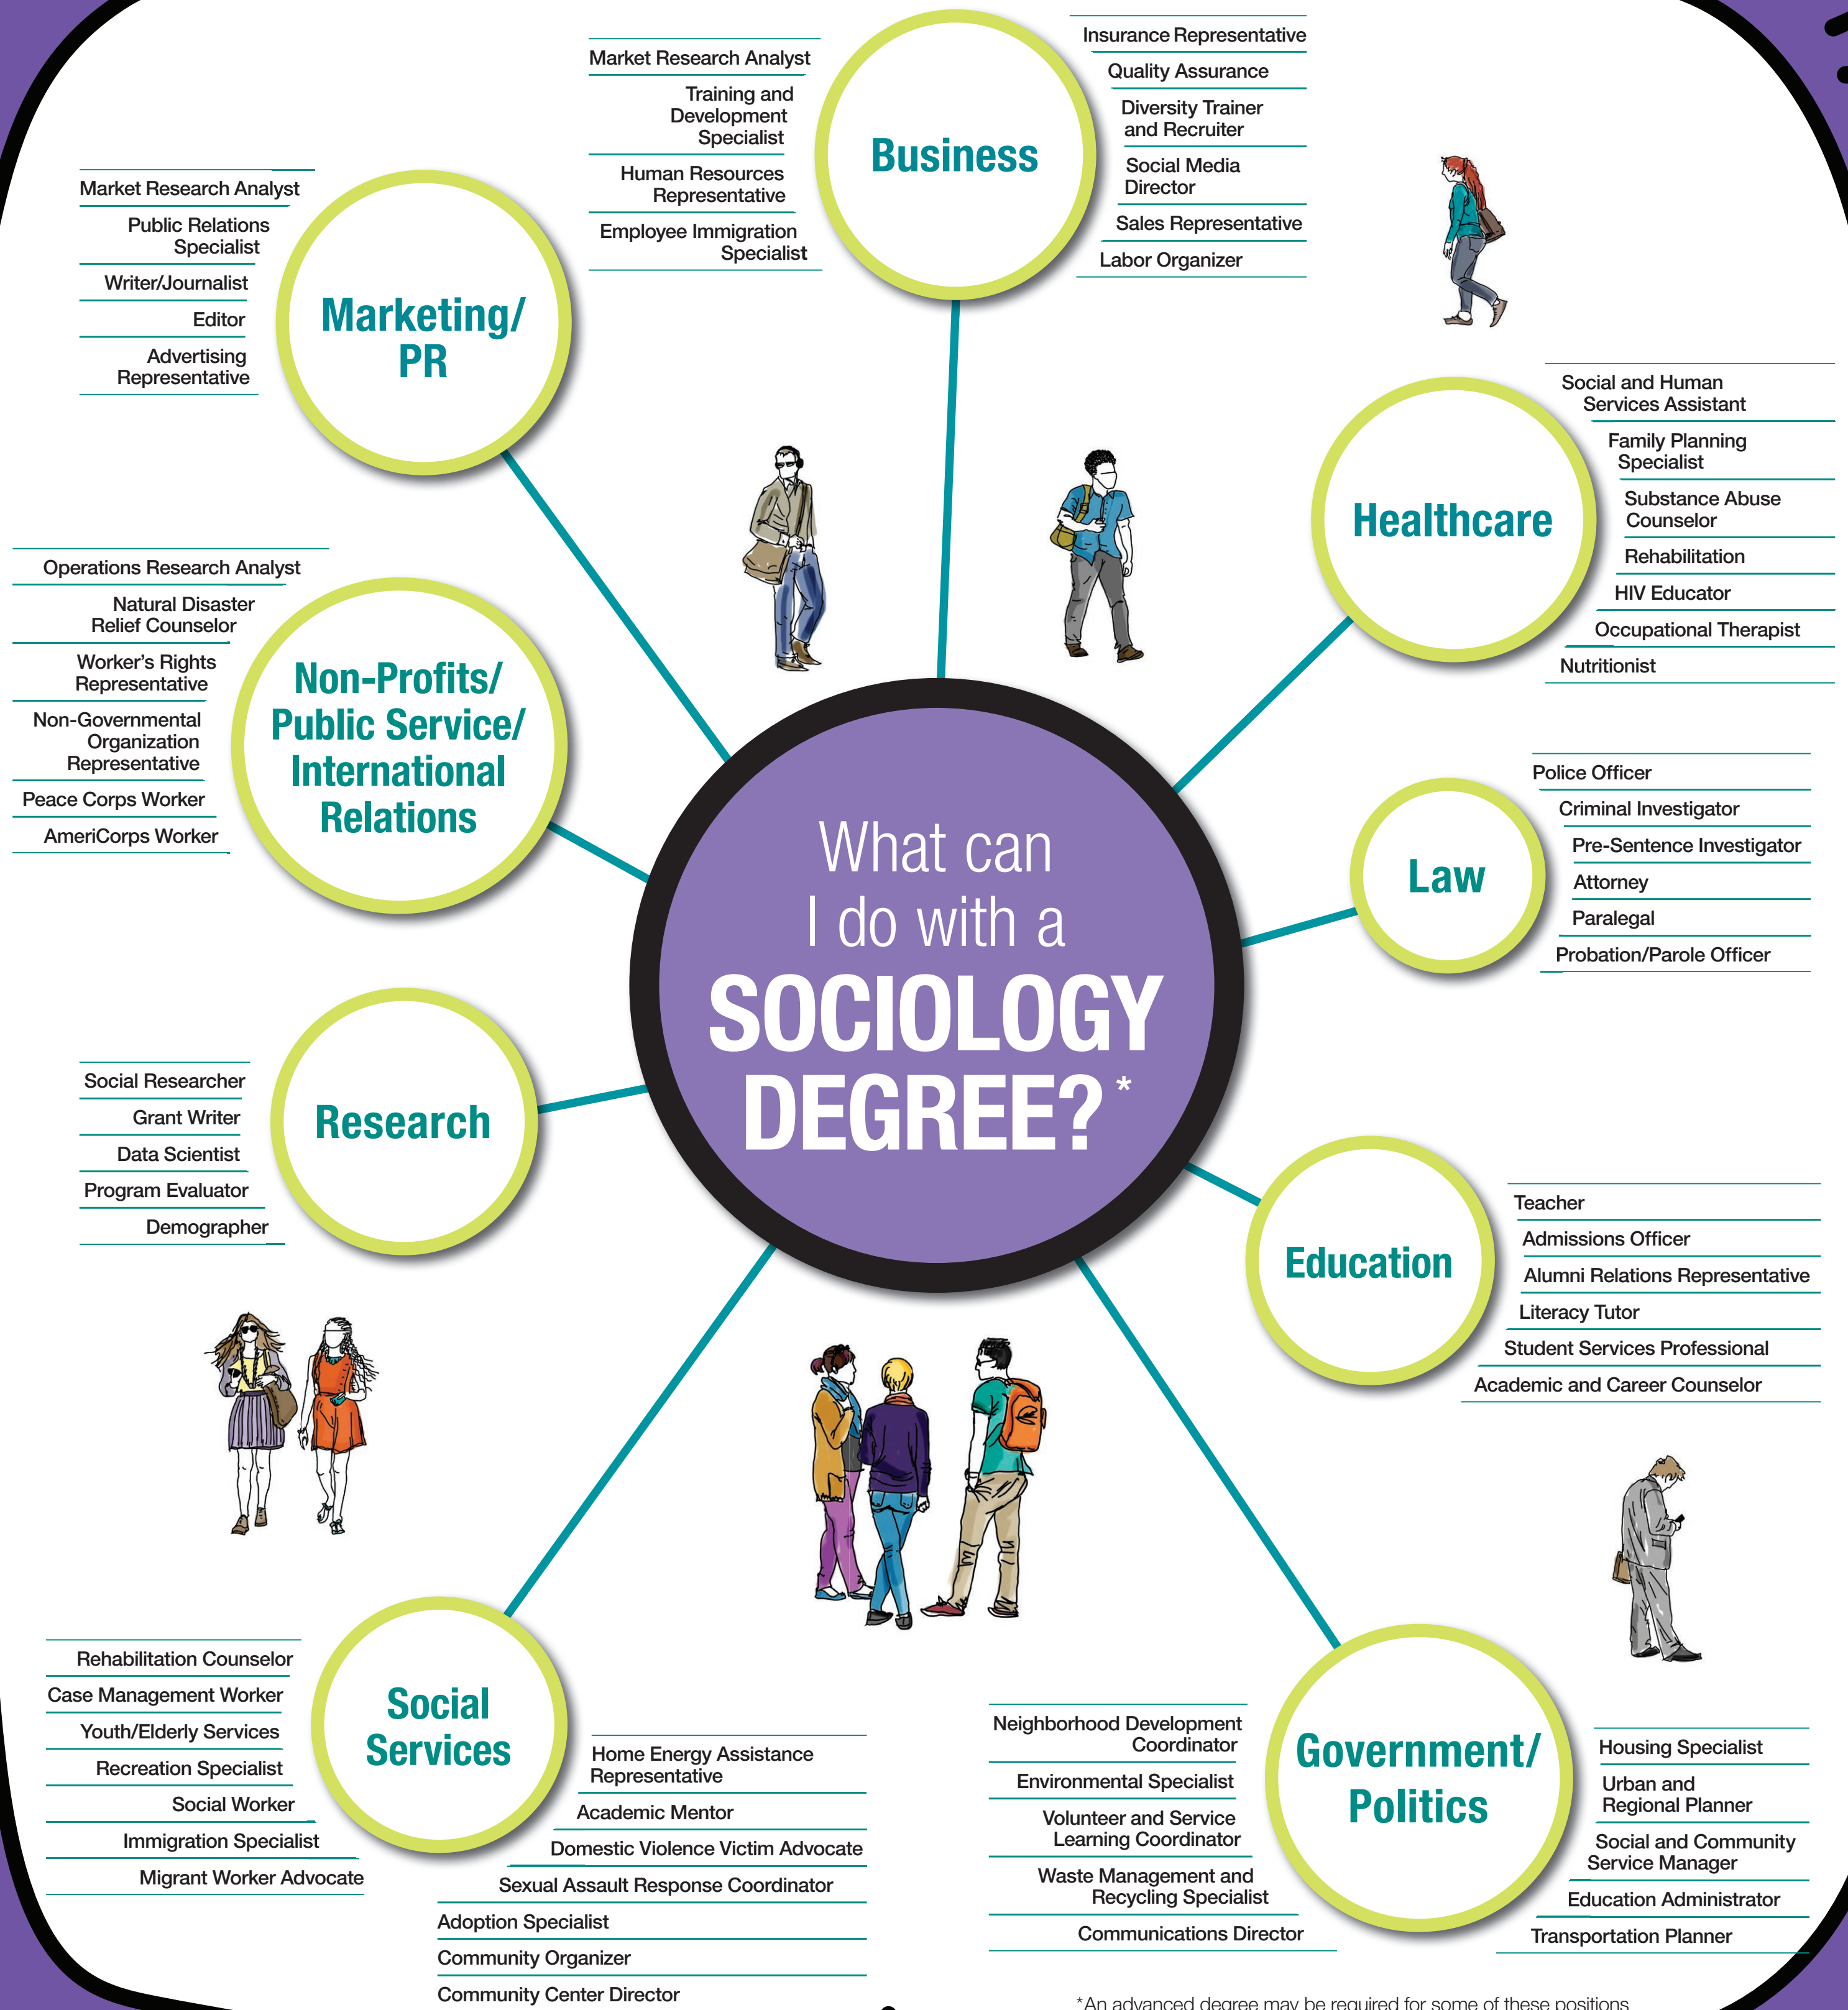 What can
I do with a
SOCIOLOGY
DEGREE?*
Business
Market Research Analyst
Training and
Development
Specialist
Human Resources
Representative
Employee Immigration
Specialist
Insurance Representative
Quality Assurance
Diversity Trainer
and Recruiter
Social Media
Director
Sales Representative
Labor Organizer
Marketing/
PR
Market Research Analyst
Public Relations
Specialist
Writer/Journalist
Editor
Advertising
Representative
Healthcare
Social and Human
Services Assistant
Family Planning
Specialist
Substance Abuse
Counselor
Rehabilitation
HIV Educator
Occupational Therapist
Nutritionist
Non-Profits/
Public Service/
International
Relations
Operations Research Analyst
Natural Disaster
Relief Counselor
Worker's Rights
Representative
Non-Governmental
Organization
Representative
Peace Corps Worker
AmeriCorps Worker
Law
Police Officer
Criminal Investigator
Pre-Sentence Investigator
Attorney
Paralegal
Probation/Parole Officer
Research
Social Researcher
Grant Writer
Data Scientist
Program Evaluator
Demographer
Education
Teacher
Admissions Officer
Alumni Relations Representative
Literacy Tutor
Student Services Professional
Academic and Career Counselor
Social
Services
Rehabilitation Counselor
Case Management Worker
Youth/Elderly Services
Recreation Specialist
Social Worker
Immigration Specialist
Migrant Worker Advocate
Home Energy Assistance
Representative
Academic Mentor
Domestic Violence Victim Advocate
Sexual Assault Response Coordinator
Adoption Specialist
Community Organizer
Community Center Director
Government/
Politics
Neighborhood Development
Coordinator
Environmental Specialist
Volunteer and Service
Learning Coordinator
Waste Management and
Recycling Specialist
Communications Director
Housing Specialist
Urban and
Regional Planner
Social and Community
Service Manager
Education Administrator
Transportation Planner
*An advanced degree may be required for some of these positions